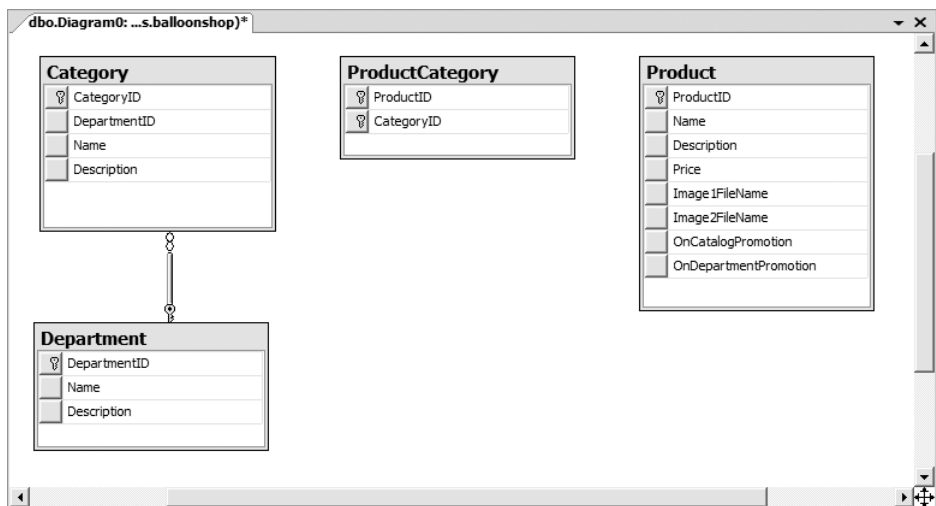 dbo.Diagram0: ...s.balloonshop)*
Category
CategoryID
DepartmentID
Name
Description
ProductCategory
ProductID
CategoryID
Product
ProductID
Name
Description
Price
Image1FileName
Image2FileName
OnCatalogPromotion
OnDepartmentPromotion
Department
DepartmentID
Name
Description